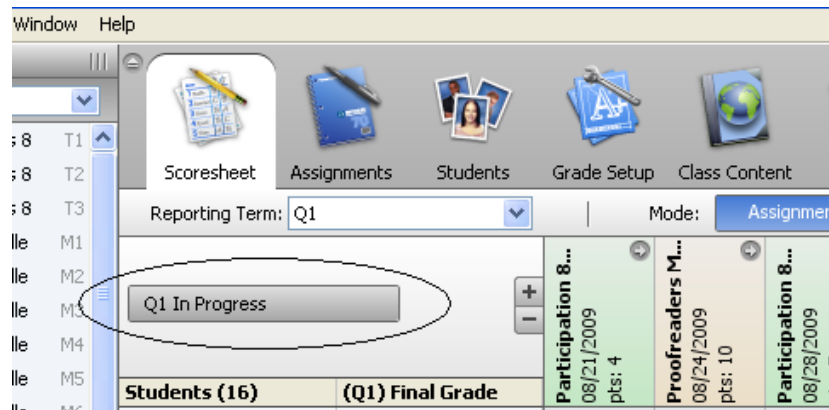 Window Help
Scoresheet Assignments Students Grade Setup Class Content
Reporting Term: Q1 Mode: Assignmen
8 T1
8 T2
8 T3
lle M1
lle M2
lle M3
lle M4
lle M5
Q1 In Progress
Students (16) (Q1) Final Grade
Participation 8...
08/21/2009
pts: 4
Proofreaders M...
08/24/2009
pts: 10
Participation 8...
08/28/2009